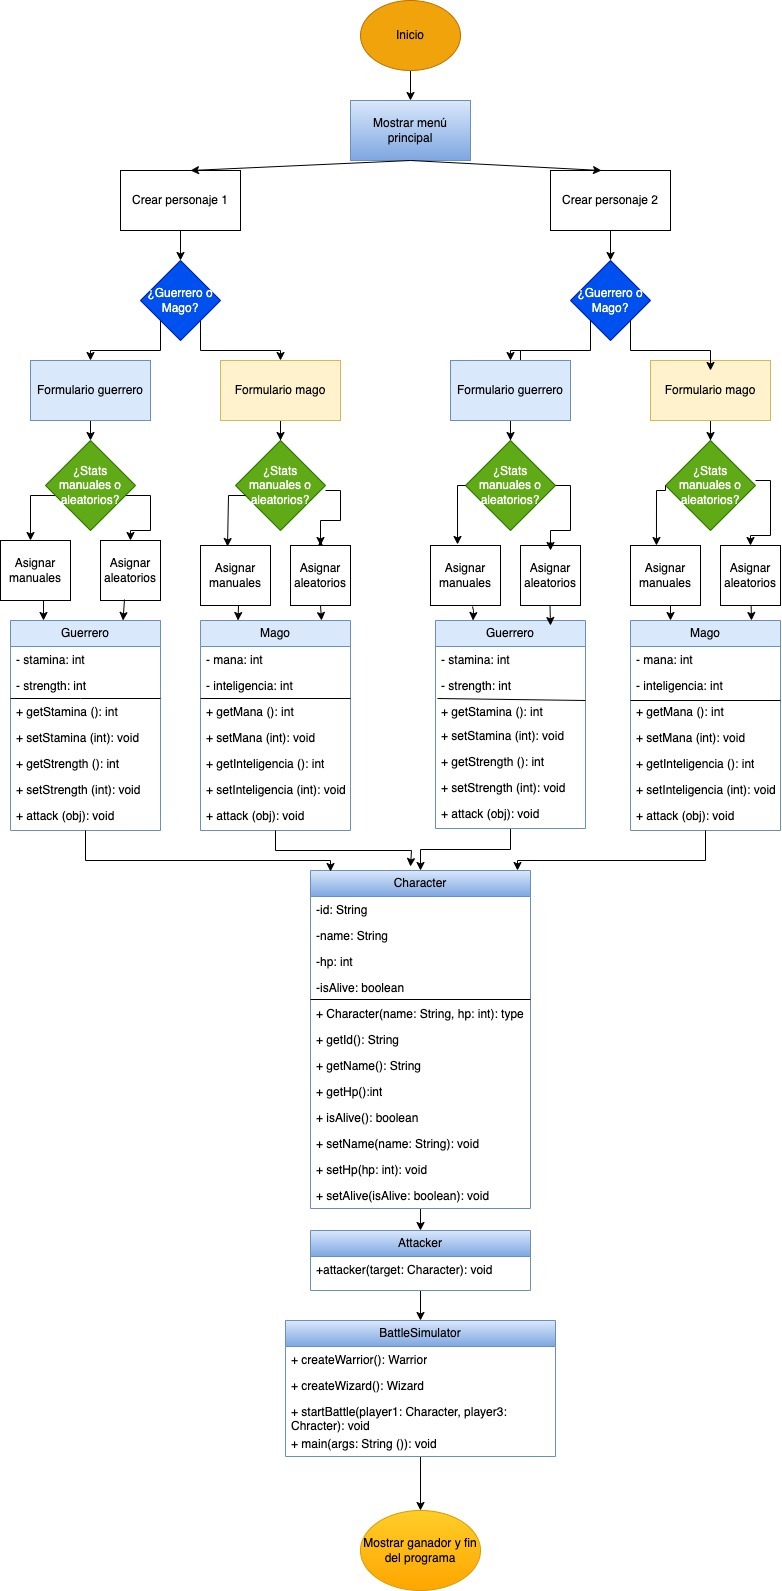 Inicio
Mostrar menú
principal
Crear personaje 1
Crear personaje 2
¿Guerrero o
Mago?
¿Guerrero o
Mago?
Formulario guerrero
Formulario mago
Formulario guerrero
Formulario mago
¿Stats
manuales o
aleatorios?
¿Stats
manuales o
aleatorios?
¿Stats
manuales o
aleatorios?
¿Stats
manuales o
aleatorios?
Asignar
manuales
Asignar
aleatorios
Asignar
manuales
Asignar
aleatorios
Asignar
manuales
Asignar
aleatorios
Asignar
manuales
Asignar
aleatorios
Guerrero
- stamina: int
- strength: int
+ getStamina (): int
+ setStamina (int): void
+ getStrength (): int
+ setStrength (int): void
+ attack (obj): void
Mago
- mana: int
- inteligencia: int
+ getMana (): int
+ setMana (int): void
+ getInteligencia (): int
+ setInteligencia (int): void
+ attack (obj): void
Guerrero
- stamina: int
- strength: int
+ getStamina (): int
+ setStamina (int): void
+ getStrength (): int
+ setStrength (int): void
+ attack (obj): void
Mago
- mana: int
- inteligencia: int
+ getMana (): int
+ setMana (int): void
+ getInteligencia (): int
+ setInteligencia (int): void
+ attack (obj): void
Character
-id: String
-name: String
-hp: int
-isAlive: boolean
+ Character(name: String, hp: int): type
+ getId(): String
+ getName(): String
+ getHp():int
+ isAlive(): boolean
+ setName(name: String): void
+ setHp(hp: int): void
+ setAlive(isAlive: boolean): void
Attacker
+attacker(target: Character): void
BattleSimulator
+ createWarrior(): Warrior
+ createWizard(): Wizard
+ startBattle(player1: Character, player3:
Chracter): void
+ main(args: String ()): void
Mostrar ganador y fin
del programa